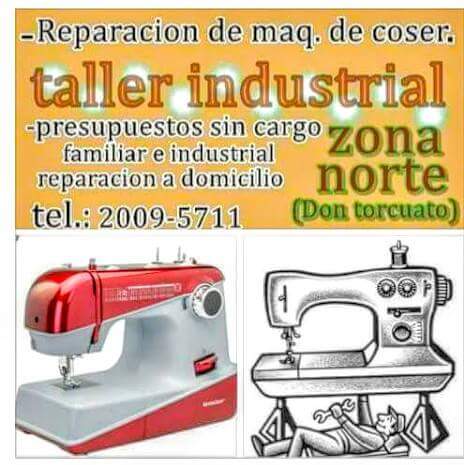 -Reparacion de maq. de coser.
taller industrial
-presupuestos sin cargo
familiar e industrial
reparacion a domicilio
zona
norte
(Don torcuato)
tel.: 2009-5711